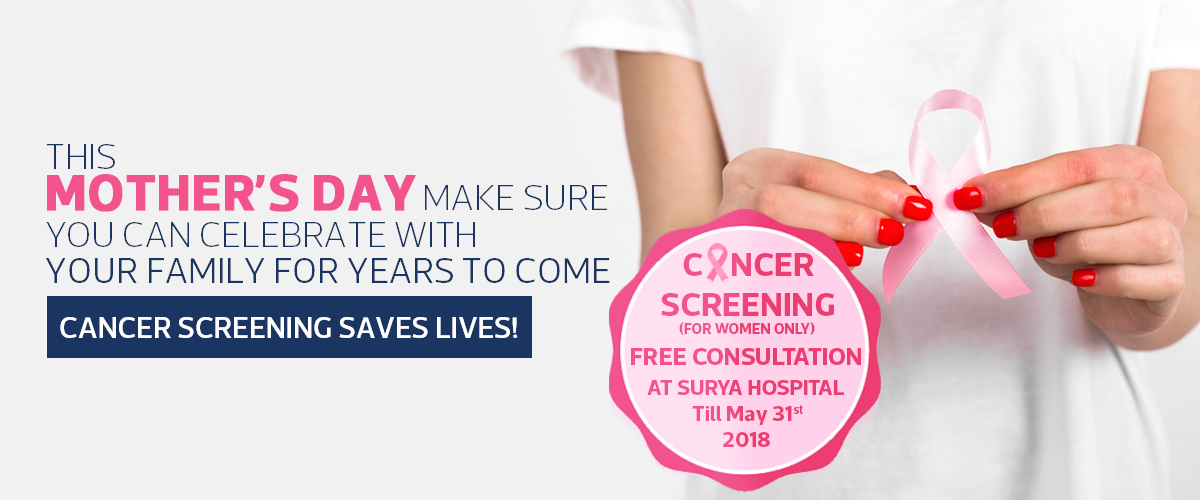 THIS
MOTHER'S DAY MAKE SURE
YOU CAN CELEBRATE WITH
YOUR FAMILY FOR YEARS TO COME
CANCER SCREENING SAVES LIVES!
CANCER
SCREENING
(FOR WOMEN ONLY)
FREE CONSULTATION
AT SURYA HOSPITAL
Till May 31st
2018